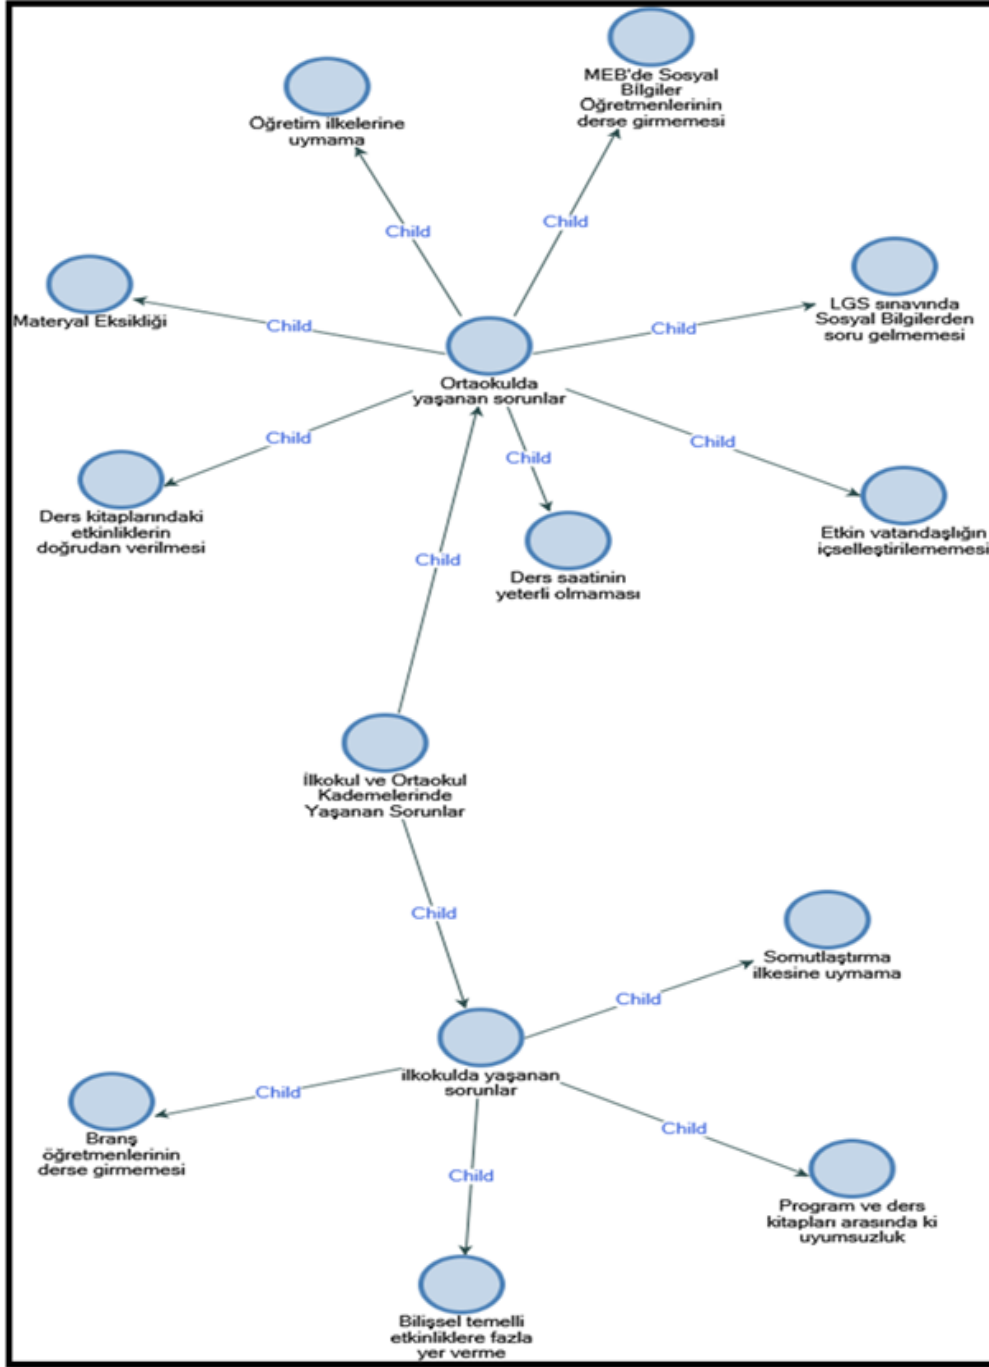 MEB'de Sosyal
Bİlgiler
Öğretmenlerinin
derse girmemesi
Öğretim ilkelerine
uymama
Child
Child
Materyal Eksikliği
LGS sınavında
Sosyal Bilgilerden
soru gelmemesi
Child
Child
Ortaokulda
yaşanan sorunlar
Child
Child
Child
Ders kitaplarındaki
etkinliklerin
doğrudan verilmesi
Etkin vatandaşlığın
içselleştirilememesi
Ders saatinin
yeterli olmaması
Child
İlkokul ve Ortaokul
Kademelerinde
Yaşanan Sorunlar
Child
Somutlaştırma
ilkesine uymama
Child
ilkokulda yaşanan
sorunlar
Child
Child
Child
Branş
öğretmenlerinin
derse girmemesi
Program ve ders
kitapları arasında ki
uyumsuzluk
Bilişsel temelli
etkinliklere fazla
yer verme